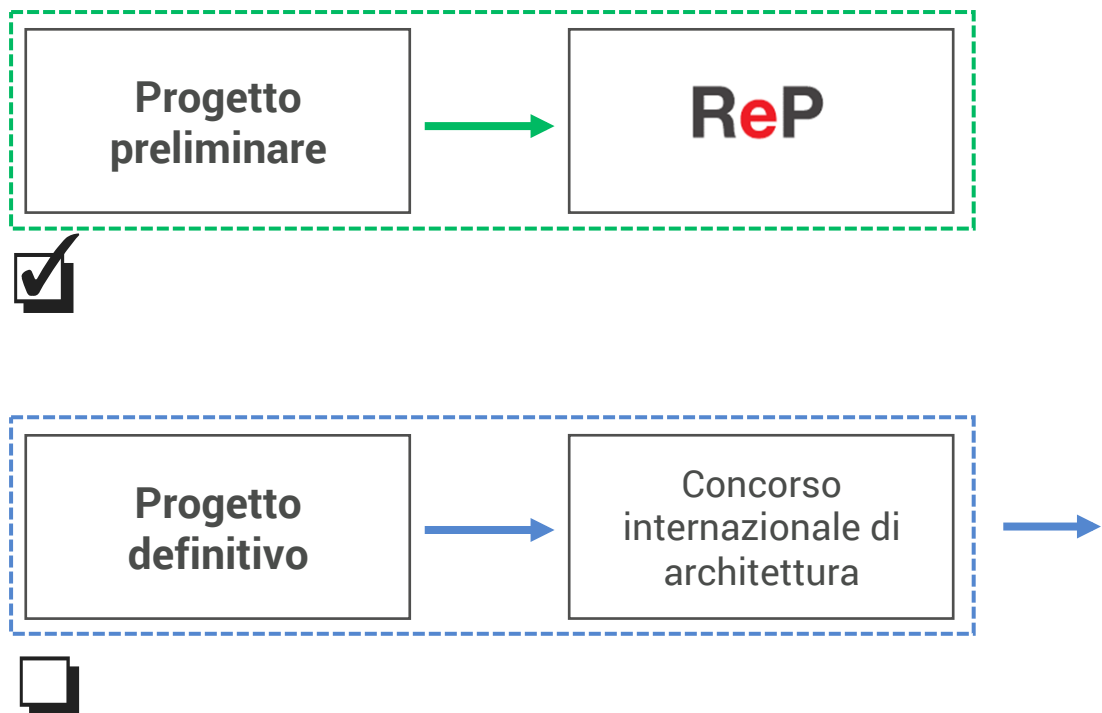 Progetto
preliminare
ReP
Progetto
definitivo
Concorso
internazionale di
architettura